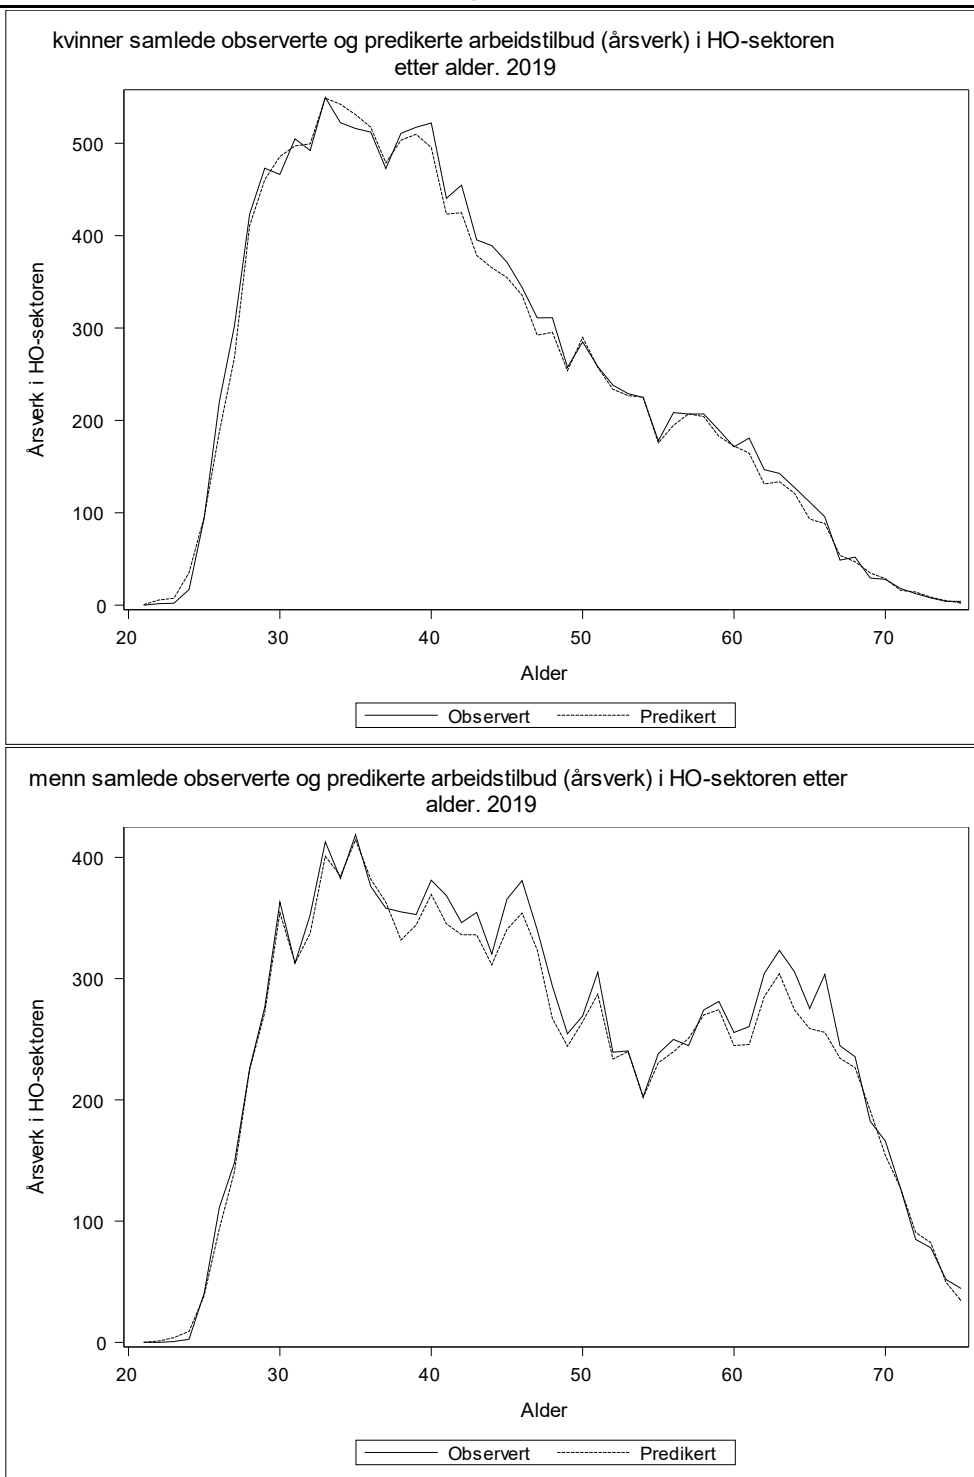 kvinner samlede observerte og predikerte arbeidstilbud (årsverk) i HO-sektoren
etter alder. 2019
500
400
300
200
100
0
Årsverk i HO-sektoren
20 30 40 50 60 70
Alder
Observert Predikert
menn samlede observerte og predikerte arbeidstilbud (årsverk) i HO-sektoren etter
alder. 2019
400
300
200
100
0
Årsverk i HO-sektoren
20 30 40 50 60 70
Alder
Observert Predikert